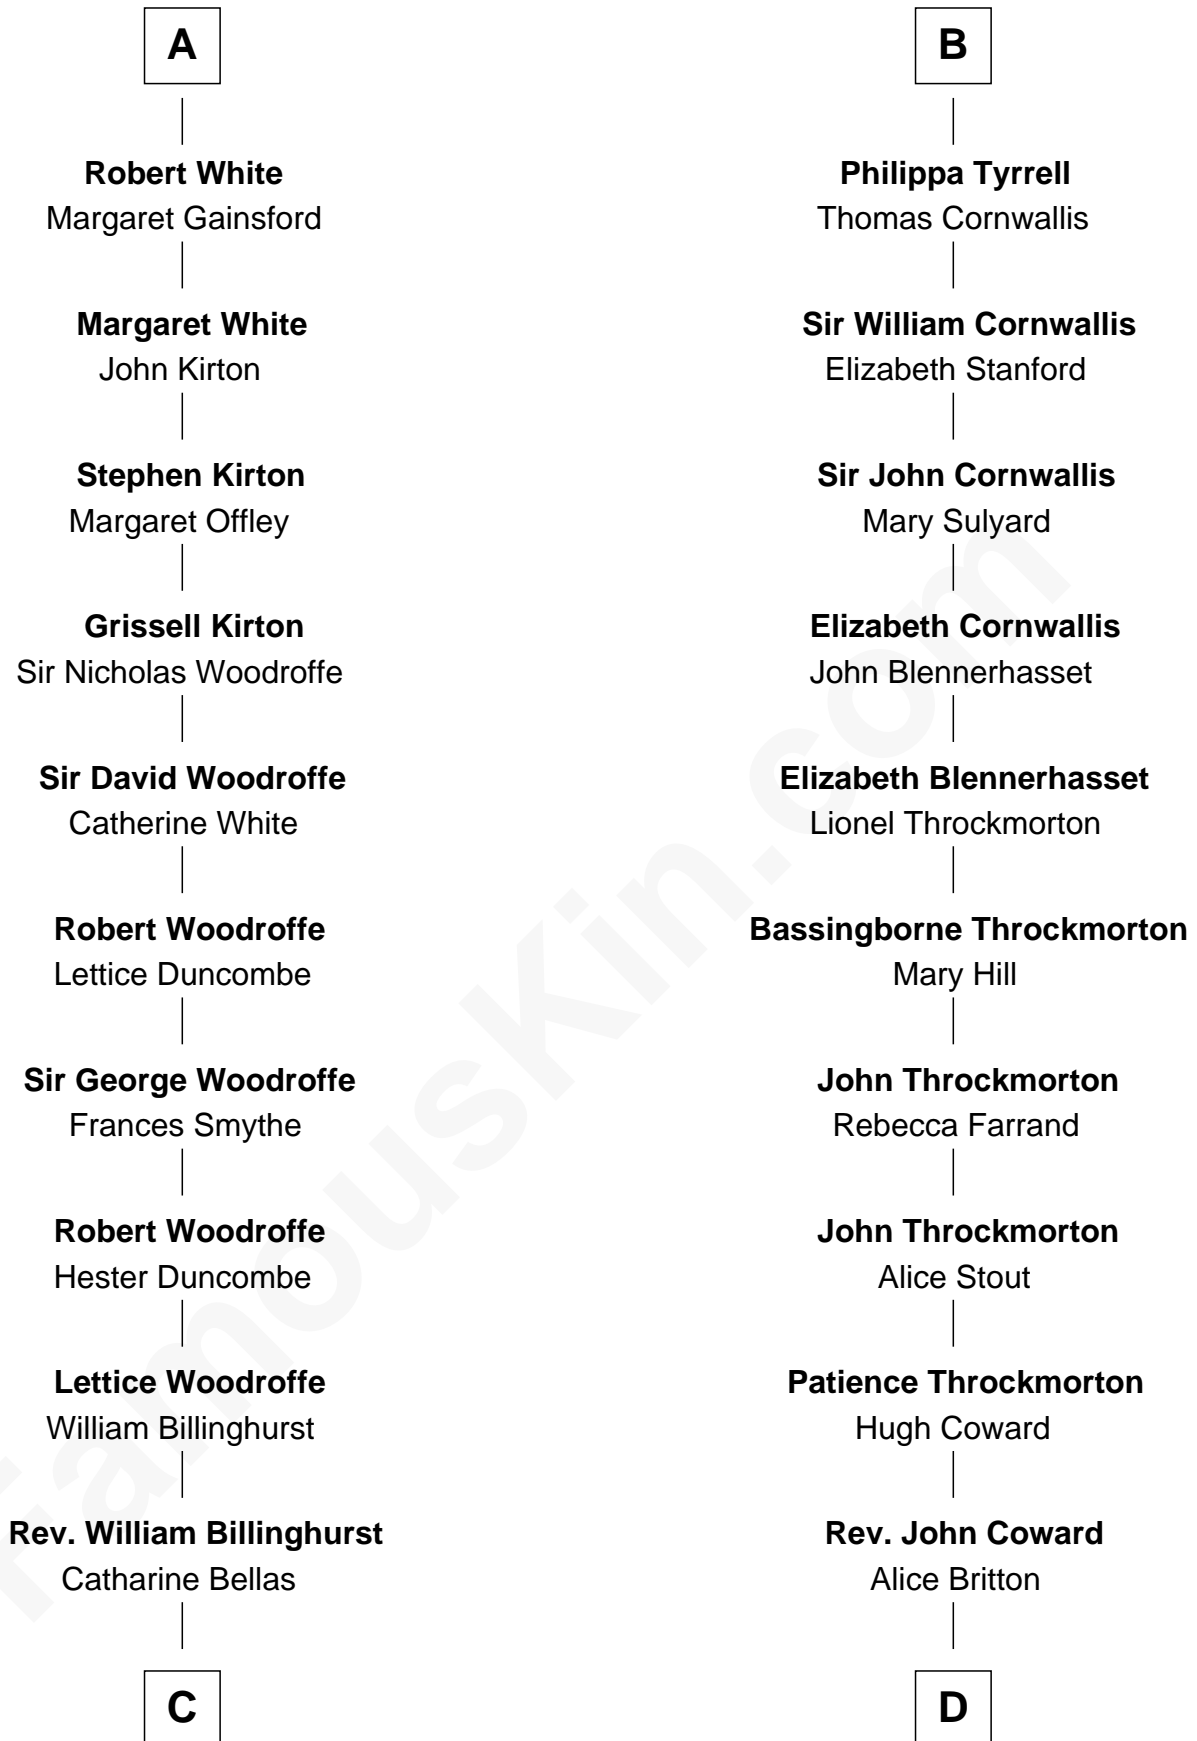 A
Robert White
Margaret Gainsford
Margaret White
John Kirton
Stephen Kirton
Margaret Offley
Grissell Kirton
Sir Nicholas Woodroffe
Sir David Woodroffe
Catherine White
Robert Woodroffe
Lettice Duncombe
Sir George Woodroffe
Frances Smythe
Robert Woodroffe
Hester Duncombe
Lettice Woodroffe
William Billinghurst
Rev. William Billinghurst
Catharine Bellas
C
B
Philippa Tyrrell
Thomas Cornwallis
Sir William Cornwallis
Elizabeth Stanford
Sir John Cornwallis
Mary Sulyard
Elizabeth Cornwallis
John Blennerhasset
Elizabeth Blennerhasset
Lionel Throckmorton
Bassingborne Throckmorton
Mary Hill
John Throckmorton
Rebecca Farrand
John Throckmorton
Alice Stout
Patience Throckmorton
Hugh Coward
Rev. John Coward
Alice Britton
D
FamousKin.com